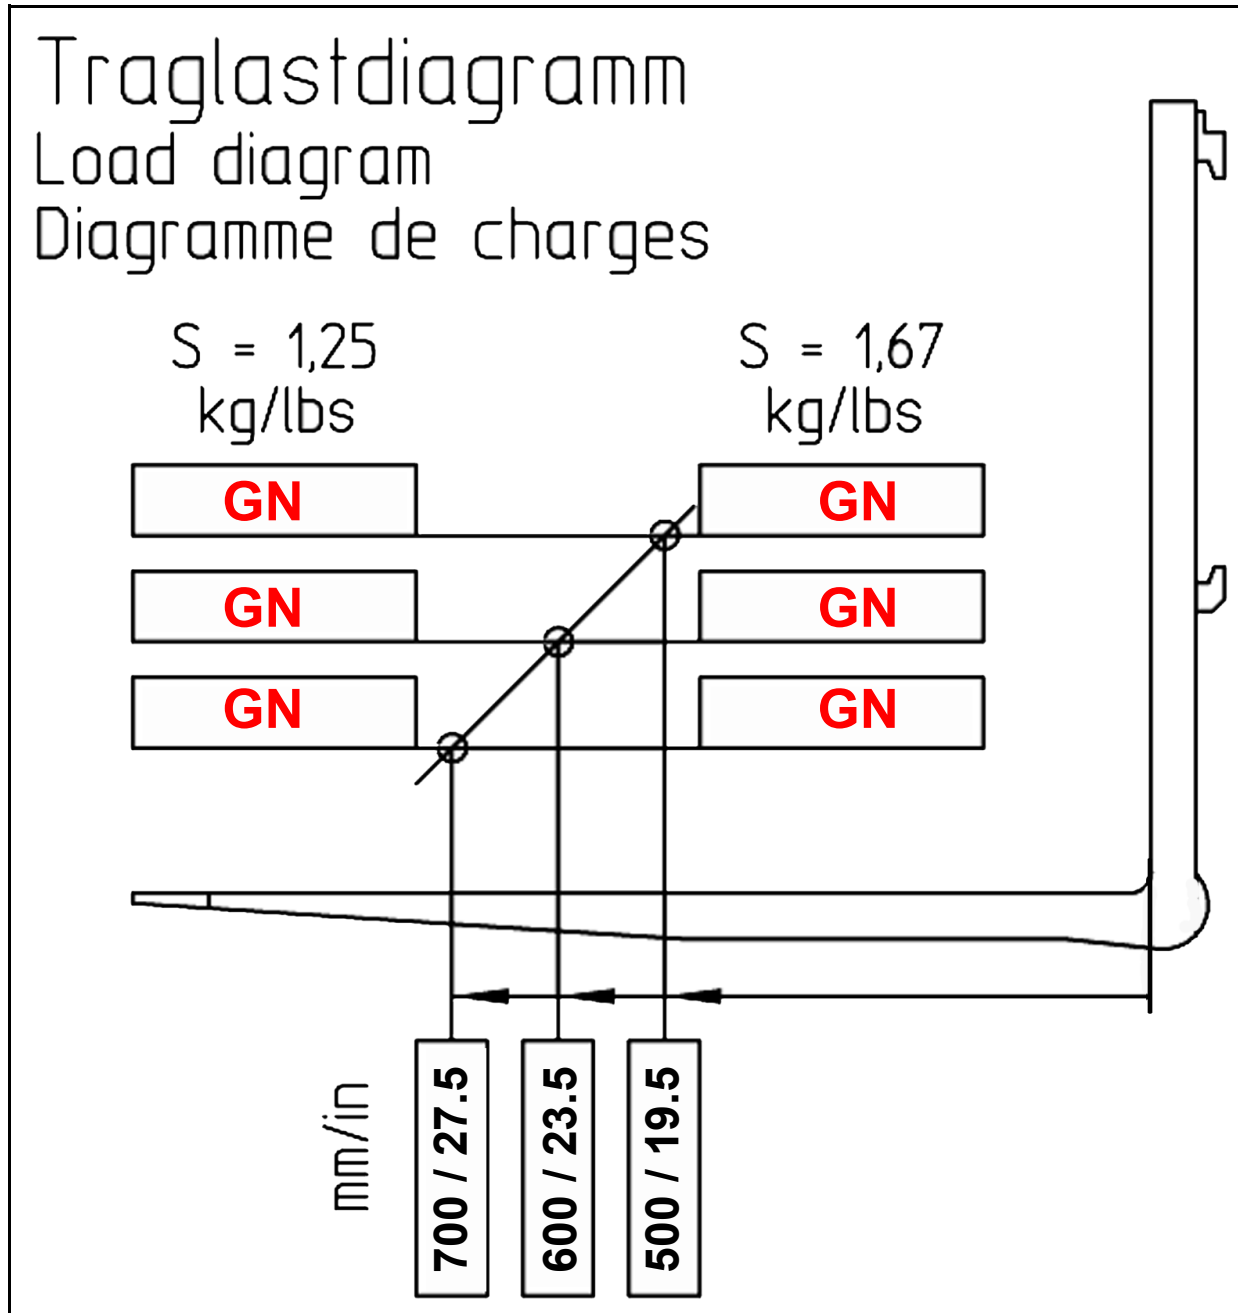 Traglastdiagramm
Load diagram
Diagramme de charges
S = 1,25
kg/lbs
S = 1,67
kg/lbs
GN
GN
GN
GN
GN
GN
mm/in
700 / 27.5
600 / 23.5
500 / 19.5